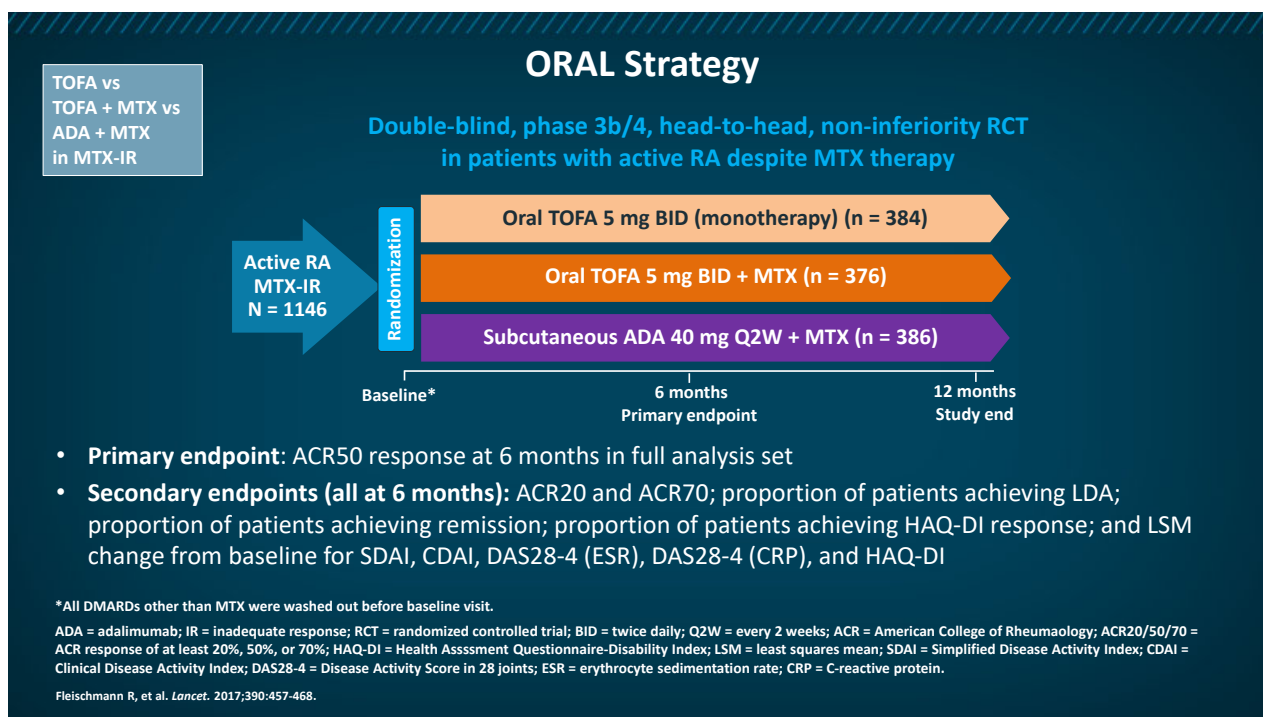 ORAL Strategy
TOFA vs
TOFA + MTX vs
ADA + MTX
in MTX-IR
Double-blind, phase 3b/4, head-to-head, non-inferiority RCT
in patients with active RA despite MTX therapy
Active RA
MTX-IR
N = 1146
Randomization
Oral TOFA 5 mg BID (monotherapy) (n = 384)
Oral TOFA 5 mg BID + MTX (n = 376)
Subcutaneous ADA 40 mg Q2W + MTX (n = 386)
Baseline*
6 months
Primary endpoint
12 months
Study end
• Primary endpoint: ACR50 response at 6 months in full analysis set
• Secondary endpoints (all at 6 months): ACR20 and ACR70; proportion of patients achieving LDA;
proportion of patients achieving remission; proportion of patients achieving HAQ-DI response; and LSM
change from baseline for SDAI, CDAI, DAS28-4 (ESR), DAS28-4 (CRP), and HAQ-DI
*All DMARDs other than MTX were washed out before baseline visit.
ADA = adalimumab; IR = inadequate response; RCT = randomized controlled trial; BID = twice daily; Q2W = every 2 weeks; ACR = American College of Rheumaology; ACR20/50/70 =
ACR response of at least 20%, 50%, or 70%; HAQ-DI = Health Asssssment Questionnaire-Disability Index; LSM = least squares mean; SDAI = Simplified Disease Activity Index; CDAI =
Clinical Disease Activity Index; DAS28-4 = Disease Activity Score in 28 joints; ESR = erythrocyte sedimentation rate; CRP = C-reactive protein.
Fleischmann R, et al. Lancet. 2017;390:457-468.